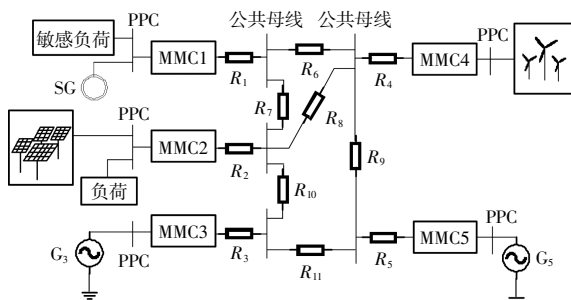 公共母线 公共母线
敏感负荷 PPC
MMC1 R1 R6 R4 MMC4 PPC
SG
R7 R8
PPC
MMC2 R2 R9
负荷
R10
MMC3 R3 R11 R5 MMC5 PPC
G3 PPC G5